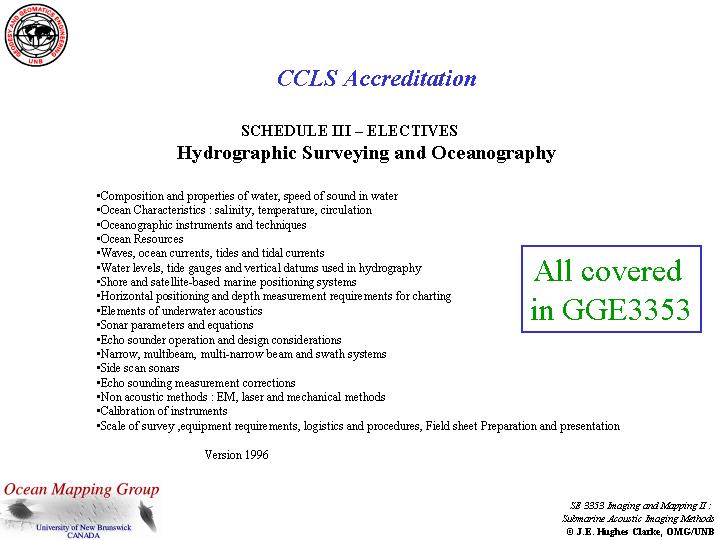 GEODESY AND GEOMATICS ENGINEERING
UNB
CCLS Accreditation
SCHEDULE III – ELECTIVES
Hydrographic Surveying and Oceanography
•Composition and properties of water, speed of sound in water
•Ocean Characteristics : salinity, temperature, circulation
•Oceanographic instruments and techniques
•Ocean Resources
•Waves, ocean currents, tides and tidal currents
•Water levels, tide gauges and vertical datums used in hydrography
•Shore and satellite-based marine positioning systems
•Horizontal positioning and depth measurement requirements for charting
•Elements of underwater acoustics
•Sonar parameters and equations
•Echo sounder operation and design considerations
•Narrow, multibeam, multi-narrow beam and swath systems
•Side scan sonars
•Echo sounding measurement corrections
•Non acoustic methods : EM, laser and mechanical methods
•Calibration of instruments
•Scale of survey ,equipment requirements, logistics and procedures, Field sheet Preparation and presentation
All covered
in GGE3353
Version 1996
Ocean Mapping Group
University of New Brunswick
CANADA
SE 3353 Imaging and Mapping II :
Submarine Acoustic Imaging Methods
© J.E. Hughes Clarke, OMG/UNB